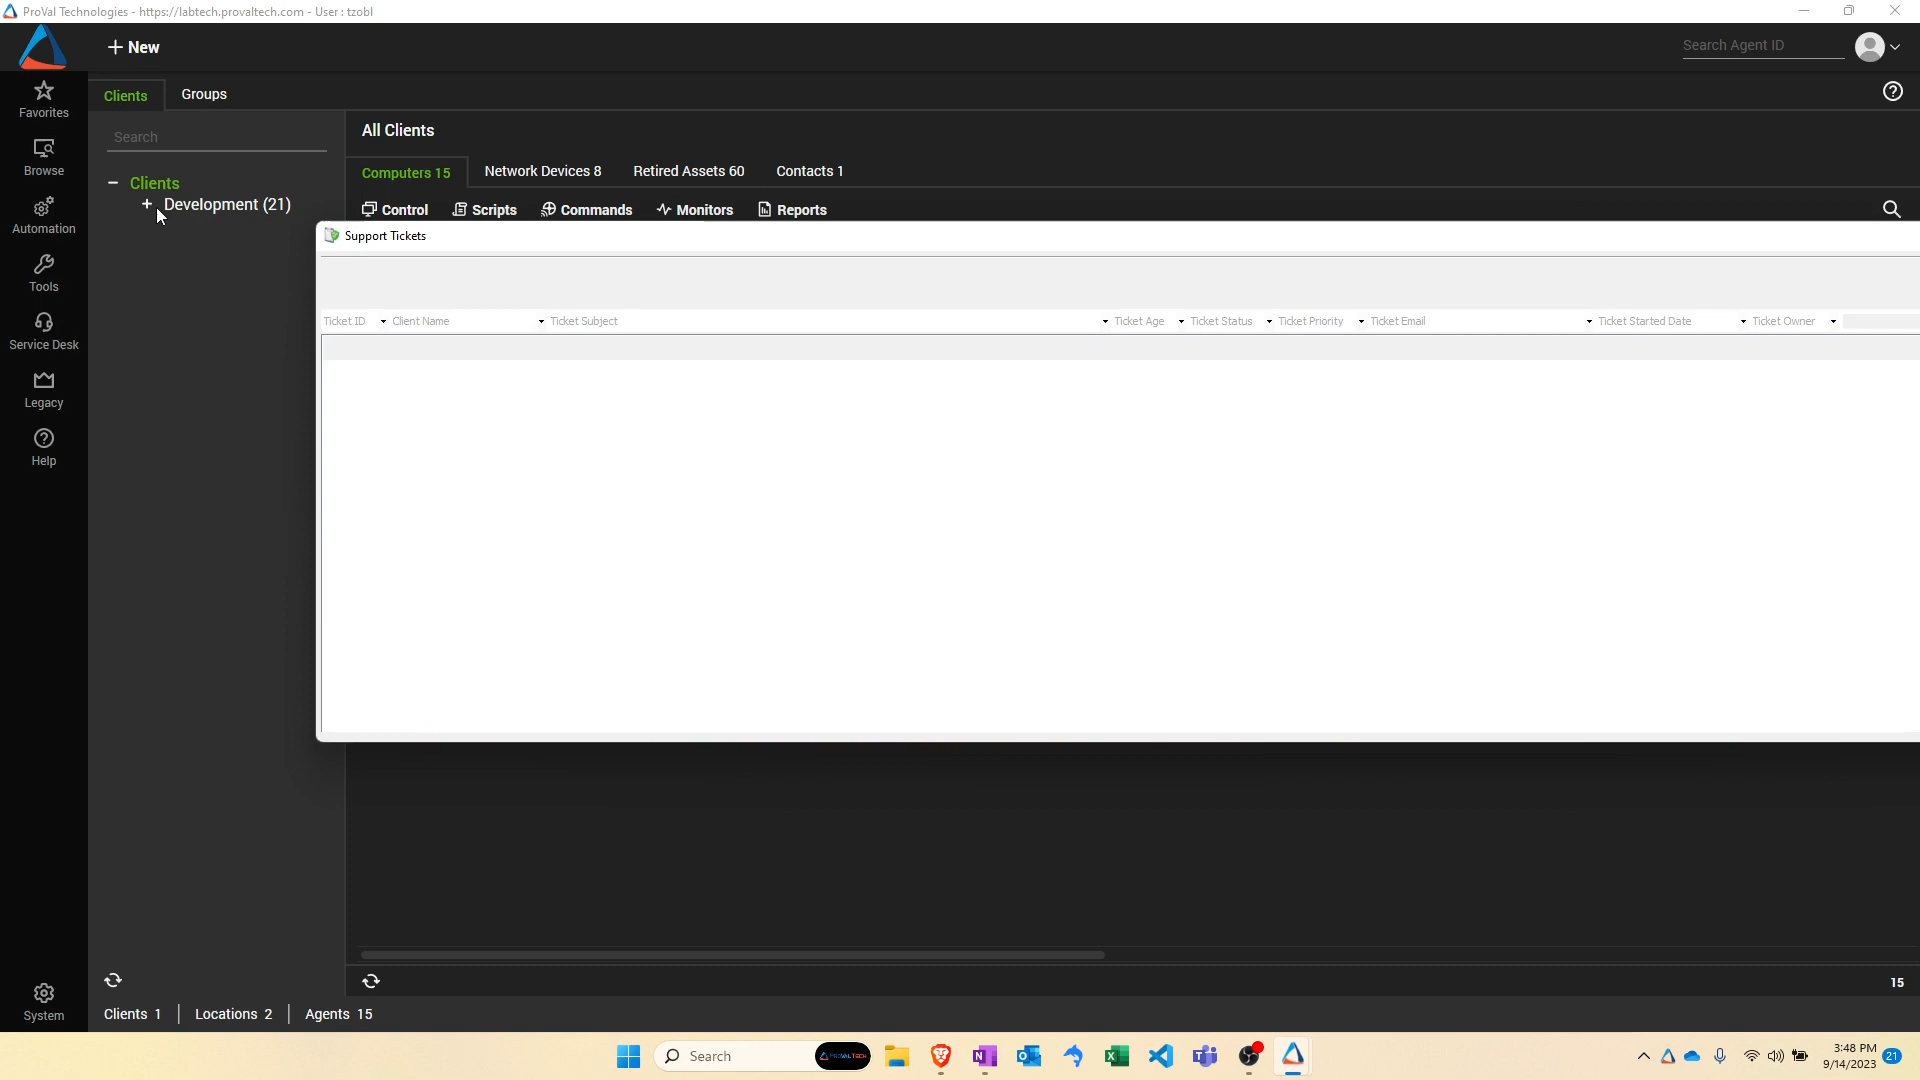 ProVal Technologies - https://labtech.provaltech.com - User : tzobl
New
Search Agent ID
Favorites
Browse
Automation
Tools
Service Desk
Legacy
Help
System
Clients
Groups
Search
Clients
Development (21)
All Clients
Computers 15
Network Devices 8
Retired Assets 60
Contacts 1
Control
Scripts
Commands
Monitors
Reports
Support Tickets
Ticket ID
Client Name
Ticket Subject
Ticket Age
Ticket Status
Ticket Priority
Ticket Email
Ticket Started Date
Ticket Owner
15
Clients 1
Locations 2
Agents 15
Search
PROVALTECH
3:48 PM
9/14/2023
21